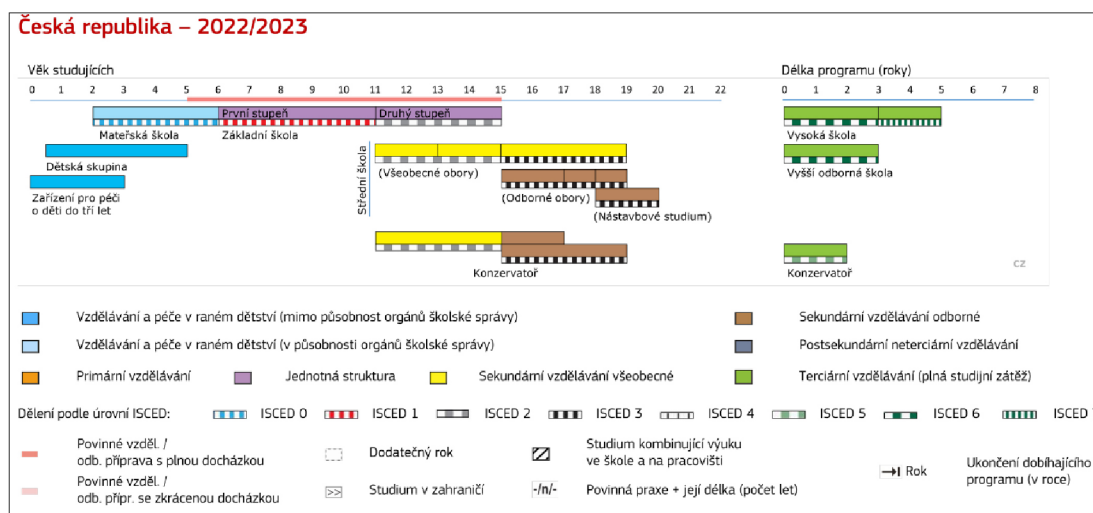 Česká republika – 2022/2023
Věk studujících
Délka programu (roky)
0 1 2 3 4 5 6 7 8 9 10 11 12 13 14 15 16 17 18 19 20 21 22
0 1 2 3 4 5 6 7 8
První stupeň
Druhý stupeň
Mateřská škola
Základní škola
Vysoká škola
Dětská skupina
Střední škola
(Všeobecné obory)
Vyšší odborná škola
Zařízení pro péči
o děti do tří let
(Odborné obory)
(Nástavbové studium)
Konzervatoř
Konzervatoř
CZ
Vzdělávání a péče v raném dětství (mimo působnost orgánů školské správy)
Sekundární vzdělávání odborné
Vzdělávání a péče v raném dětství (v působnosti orgánů školské správy)
Postsekundární neterciární vzdělávání
Primární vzdělávání
Jednotná struktura
Sekundární vzdělávání všeobecné
Terciární vzdělávání (plná studijní zátěž)
Dělení podle úrovní ISCED:
ISCED 0
ISCED 1
ISCED 2
ISCED 3
ISCED 4
ISCED 5
ISCED 6
ISCED
Povinné vzděl. /
odb. příprava s plnou docházkou
Dodatečný rok
Studium kombinující výuku
ve škole a na pracovišti
Rok
Ukončení dobíhajícího
programu (v roce)
Povinné vzděl. /
odb. přípr. se zkrácenou docházkou
>>
Studium v zahraničí
-/n/-
Povinná praxe + její délka (počet let)